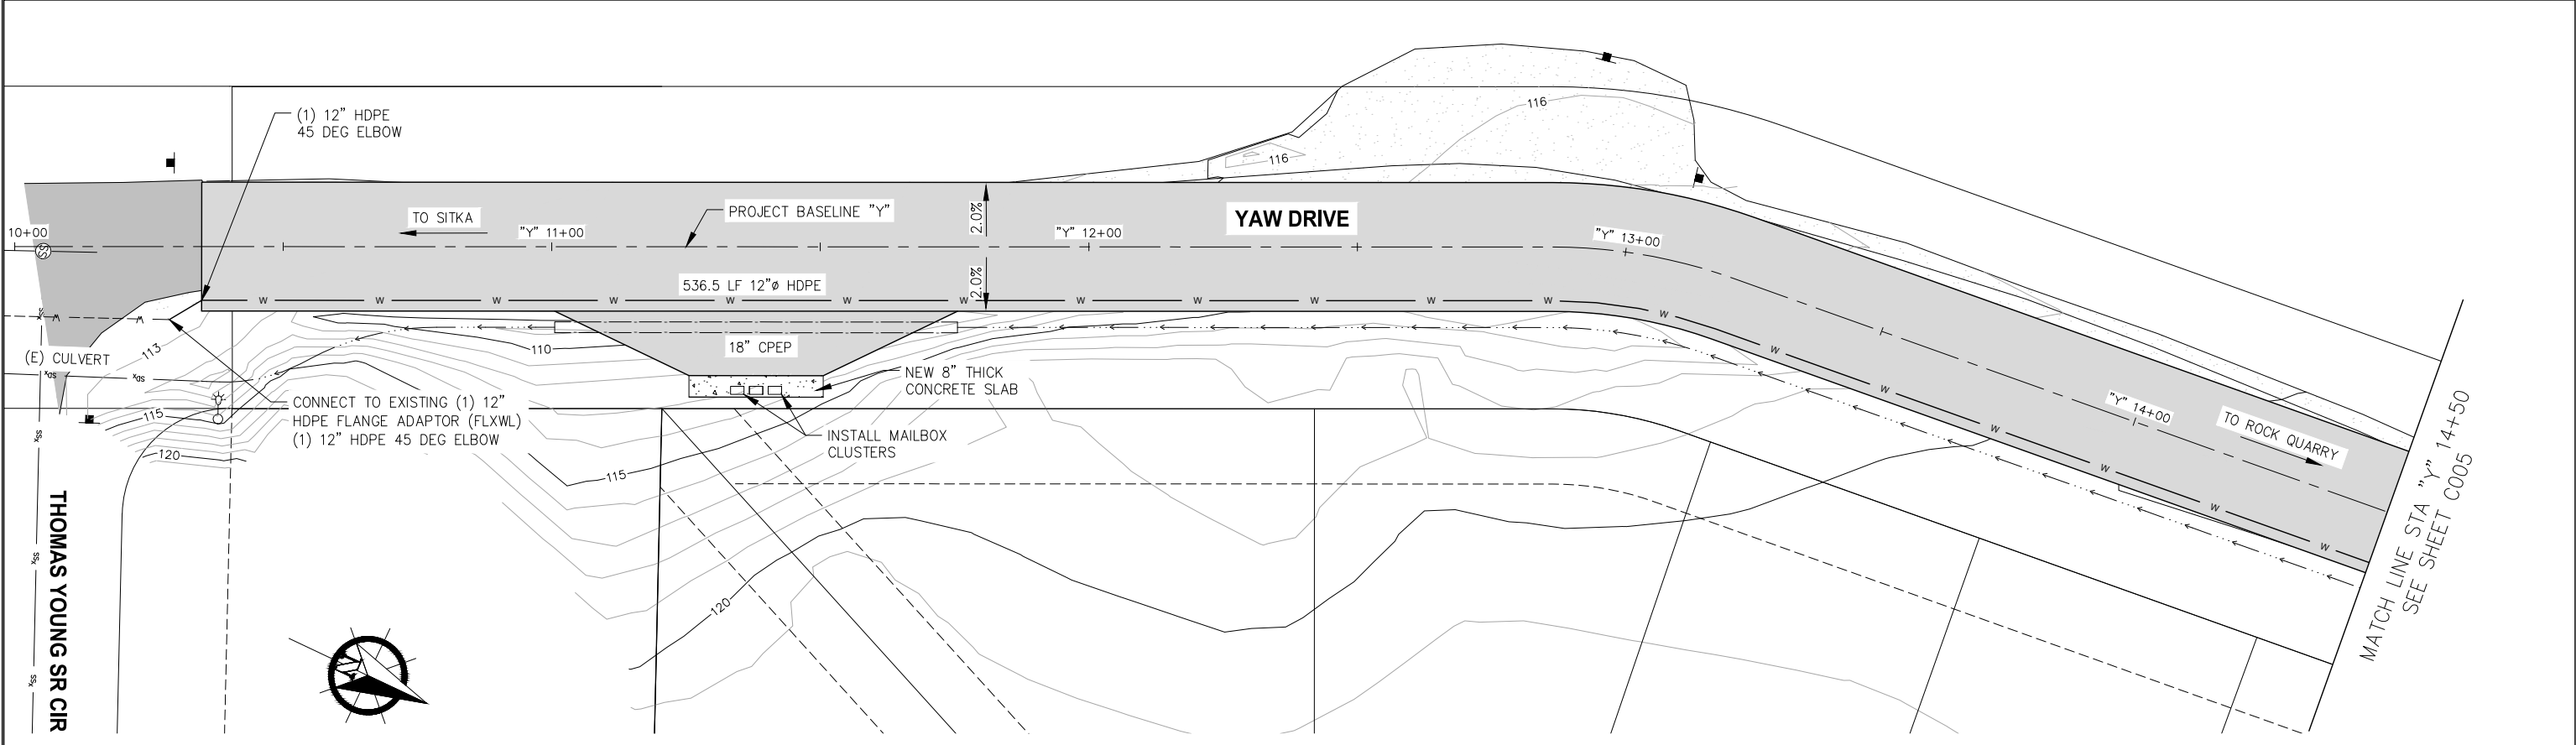 (1) 12" HDPE
45 DEG ELBOW
116
116
TO SITKA
PROJECT BASELINE "Y"
2.0%
YAW DRIVE
10+00
"Y" 11+00
"Y" 12+00
"Y" 13+00
SS
536.5 LF 12"ø HDPE
2.0%
W W W W W W W W W W W W
W
W
W
W
W
W
W
W
W
(E) CULVERT
113
110
18" CPEP
NEW 8" THICK
CONCRETE SLAB
CONNECT TO EXISTING (1) 12"
HDPE FLANGE ADAPTOR (FLXWL)
(1) 12" HDPE 45 DEG ELBOW
INSTALL MAILBOX
CLUSTERS
115
120
115
120
"Y" 14+00
TO ROCK QUARRY
MATCH LINE STA "Y" 14+50
SEE SHEET C005
THOMAS YOUNG SR CIR